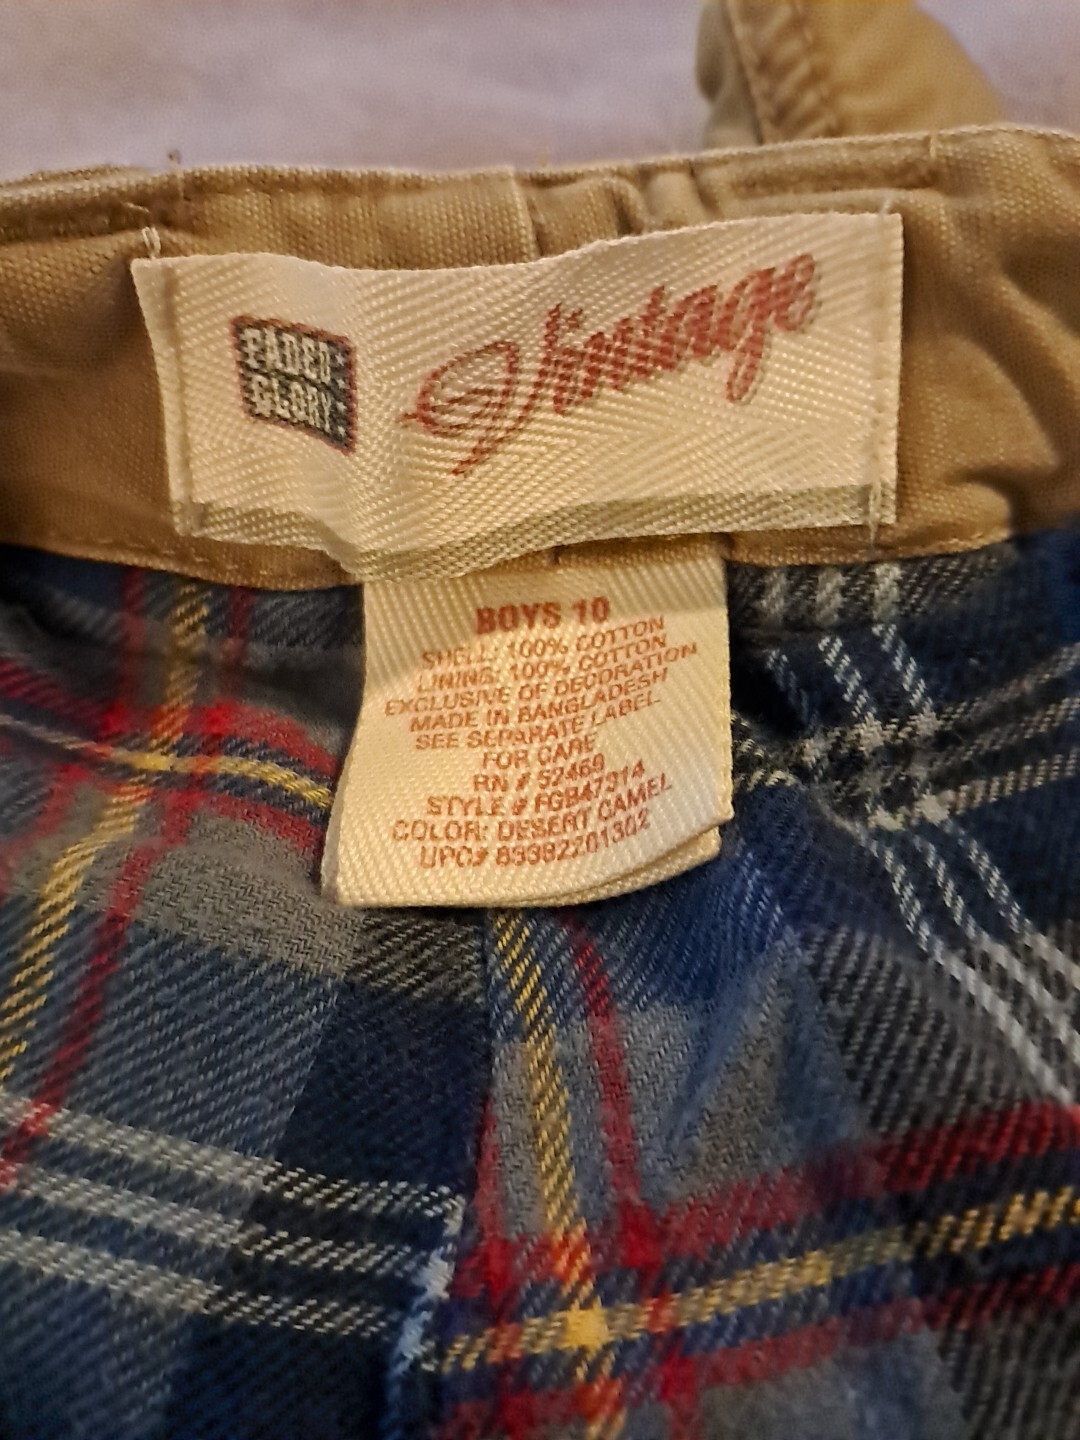 FADED
GLORY
Vintage
BOYS 10
SHELL: 100% COTTON
LINING: 100% COTTON
EXCLUSIVE OF DECORATION
MADE IN BANGLADESH
SEE SEPARATE LABEL
FOR CARE
RN # 52469
STYLE # FGB47314
COLOR: DESERT CAMEL
UPC#